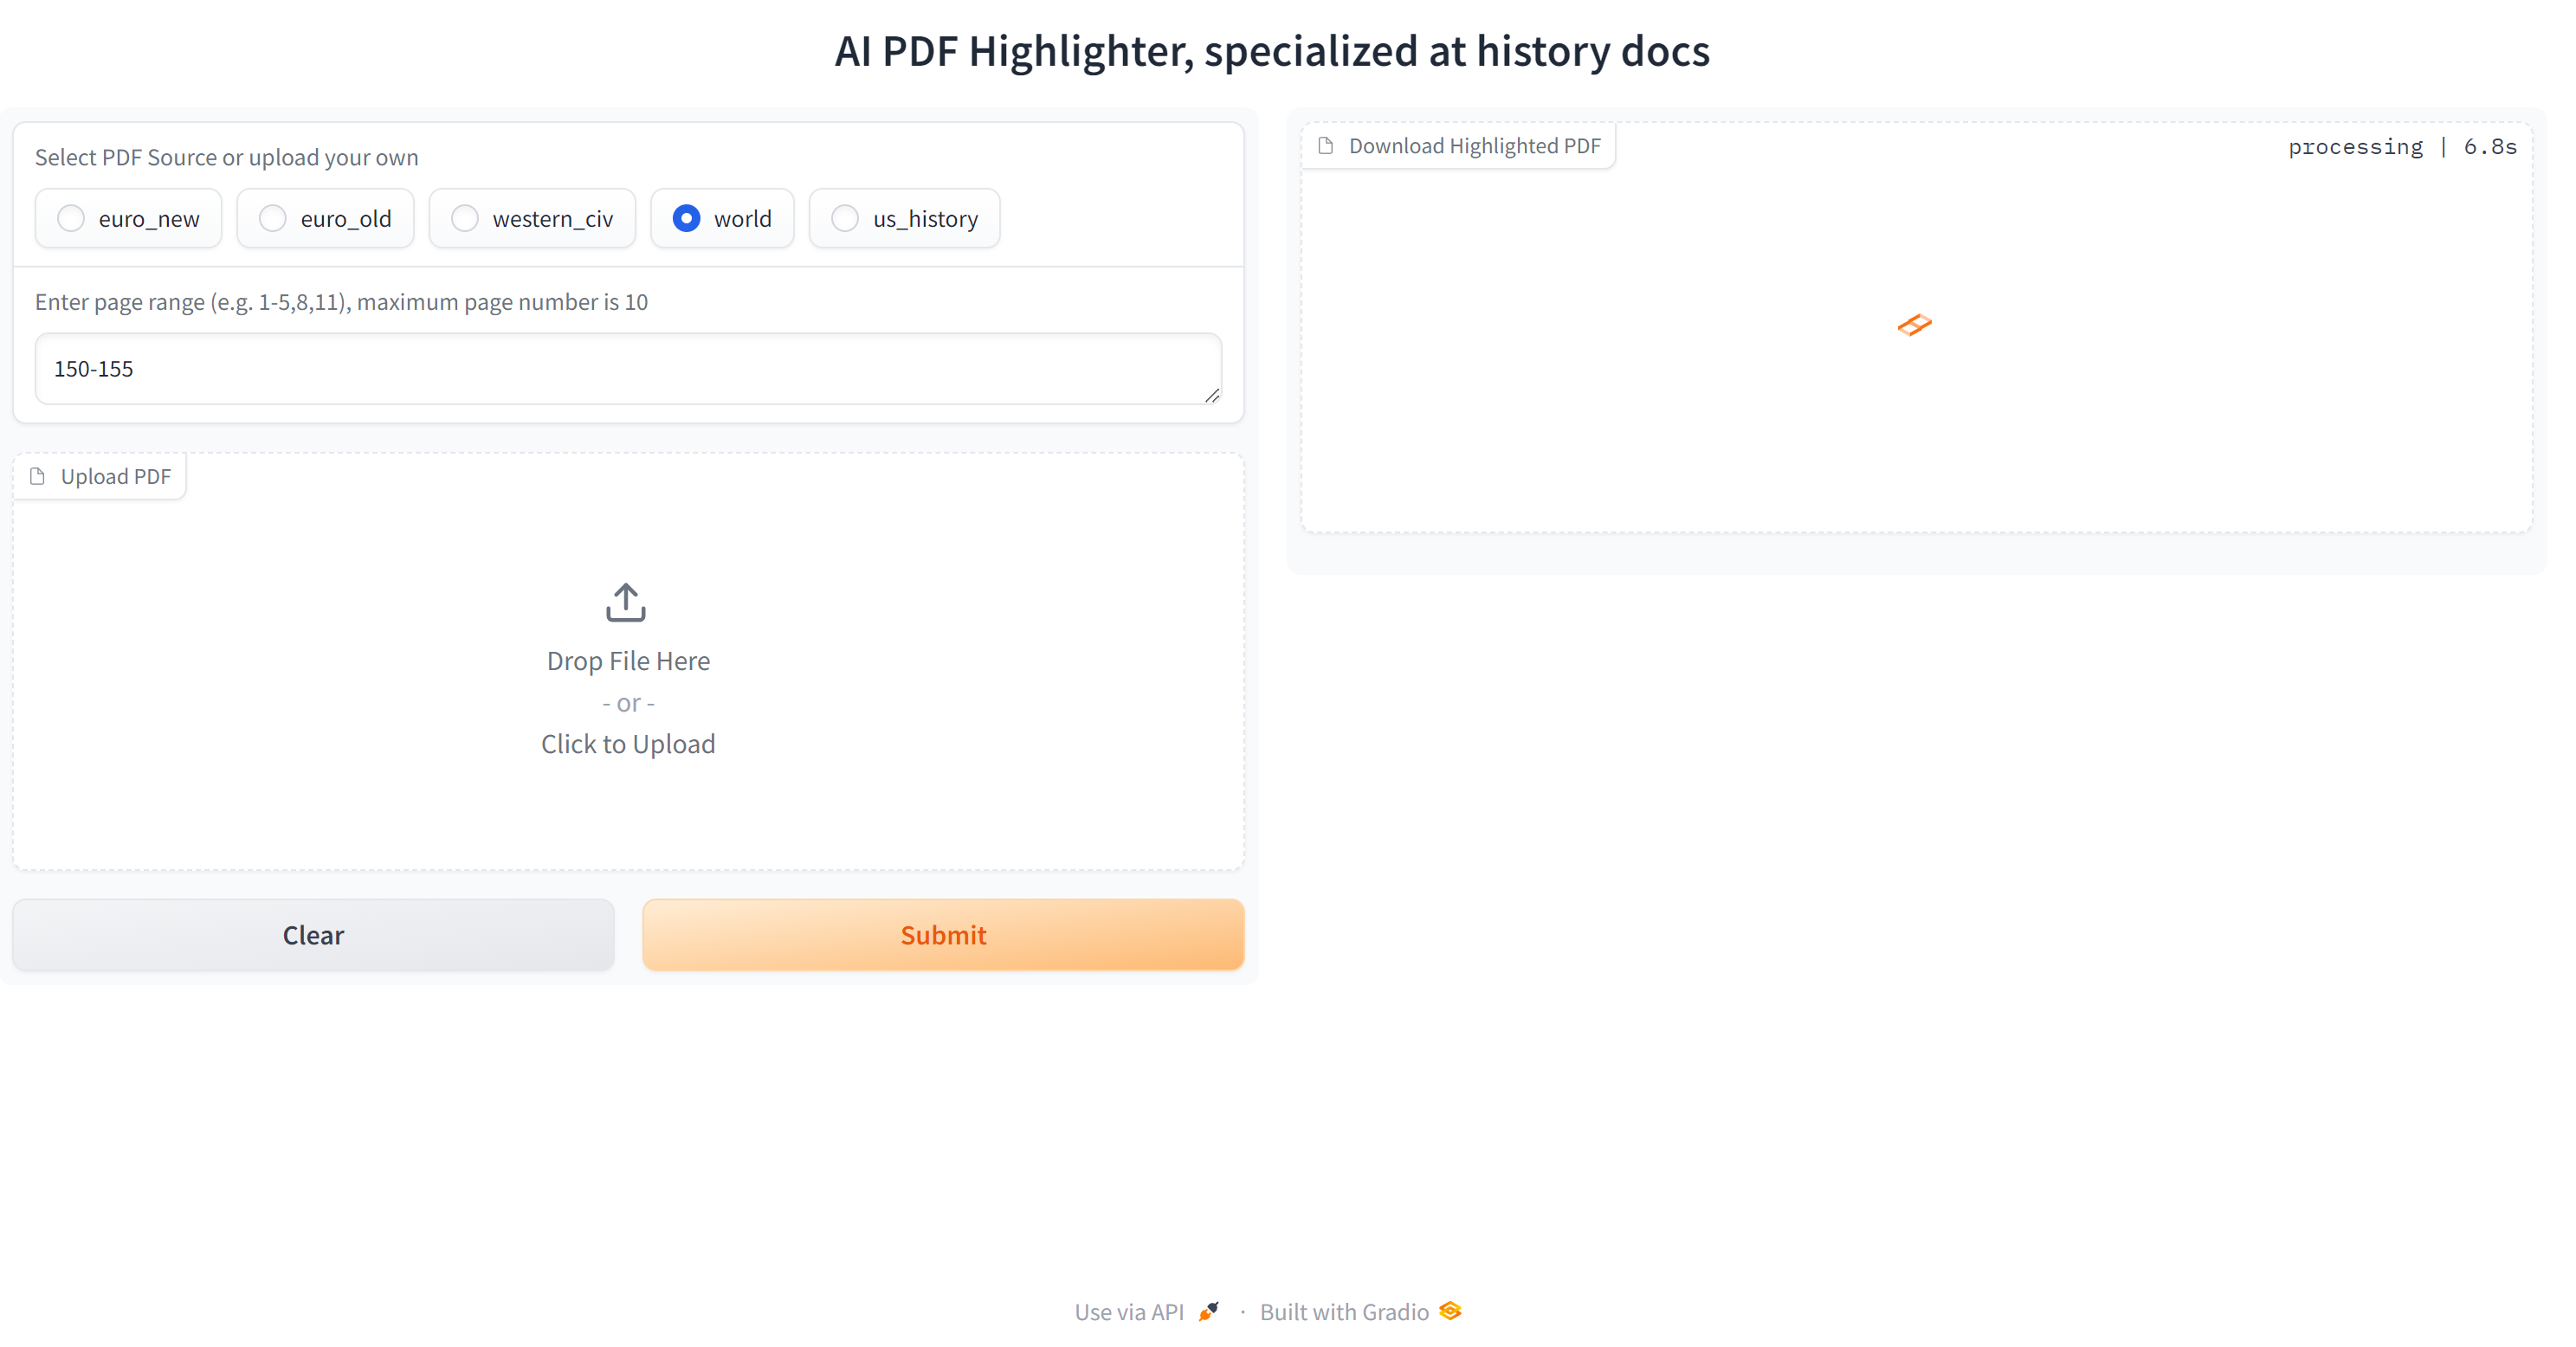 AI PDF Highlighter, specialized at history docs
Select PDF Source or upload your own
euro_new euro_old western_civ world us_history
Enter page range (e.g. 1-5,8,11), maximum page number is 10
150-155
Upload PDF
Drop File Here
- or -
Click to Upload
Clear Submit
Download Highlighted PDF processing | 6.8s
Use via API · Built with Gradio